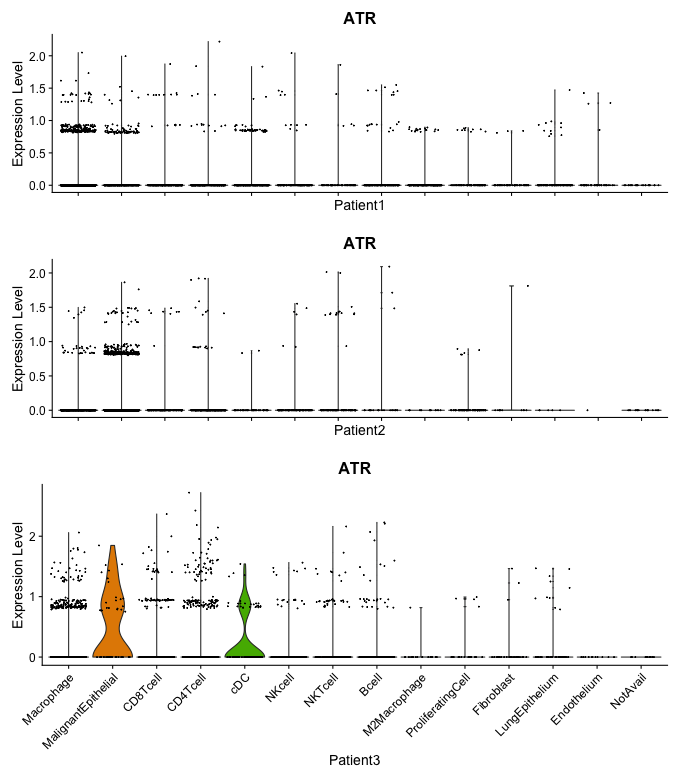 ATR
Expression Level
2.0
1.5
1.0
0.5
0.0
Patient1
ATR
Expression Level
2.0
1.5
1.0
0.5
0.0
Patient2
ATR
Expression Level
2
1
0
Macrophage
MalignantEpithelial
CD8Tcell
CD4Tcell
cDC
NKcell
NKTcell
Bcell
M2Macrophage
ProliferatingCell
Fibroblast
LungEpithelium
Endothelium
NotAvail
Patient3